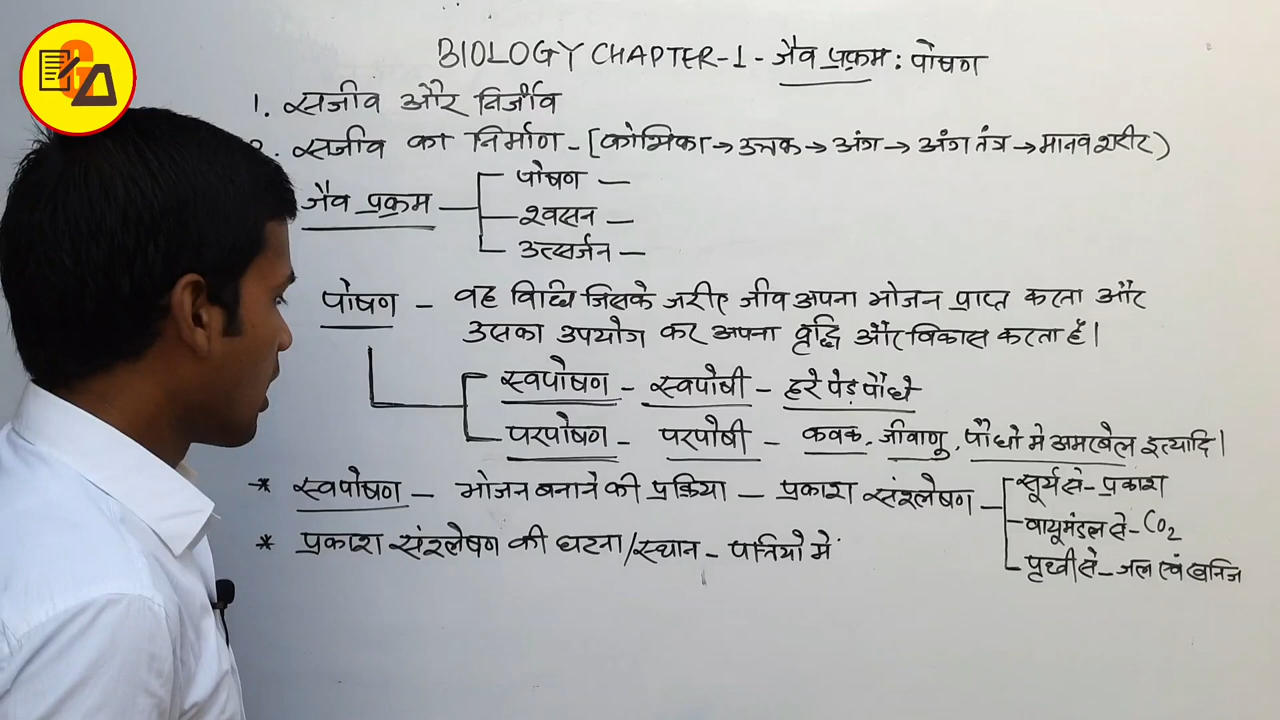 BIOLOGY CHAPTER-1 - जैव प्रक्रम : पोषण
1. सजीव और निर्जीव
2. सजीव का निर्माण - [कोशिका → उत्तक → अंग → अंग तंत्र → मानव शरीर)
जैव प्रक्रम
पोषण —
श्वसन —
उत्सर्जन —
पोषण - वह विधि जिसके जरीए जीव अपना भोजन प्राप्त करता और
उसका उपयोग कर अपना वृद्धि और विकास करता है।
स्वपोषण - स्वपोषी - हरे पेड़ पौधे
परपोषण - परपोषी - कवक, जीवाणु, पौधो मे अमरबेल इत्यादि।
* स्वपोषण - भोजन बनाने की प्रक्रिया - प्रकाश संश्लेषण
सूर्य से - प्रकाश
वायुमंडल से - CO2
पृथ्वी से - जल एवं खनिज
* प्रकाश संश्लेषण की घटना/स्थान - पत्तियो में